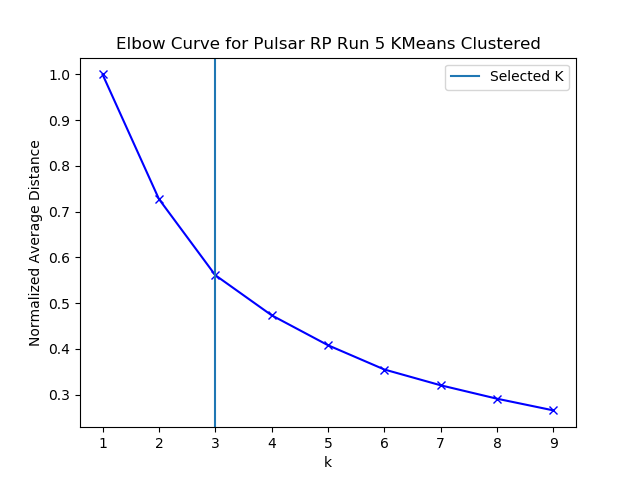 Elbow Curve for Pulsar RP Run 5 KMeans Clustered
Selected K
Normalized Average Distance
1.0
0.9
0.8
0.7
0.6
0.5
0.4
0.3
1 2 3 4 5 6 7 8 9
k